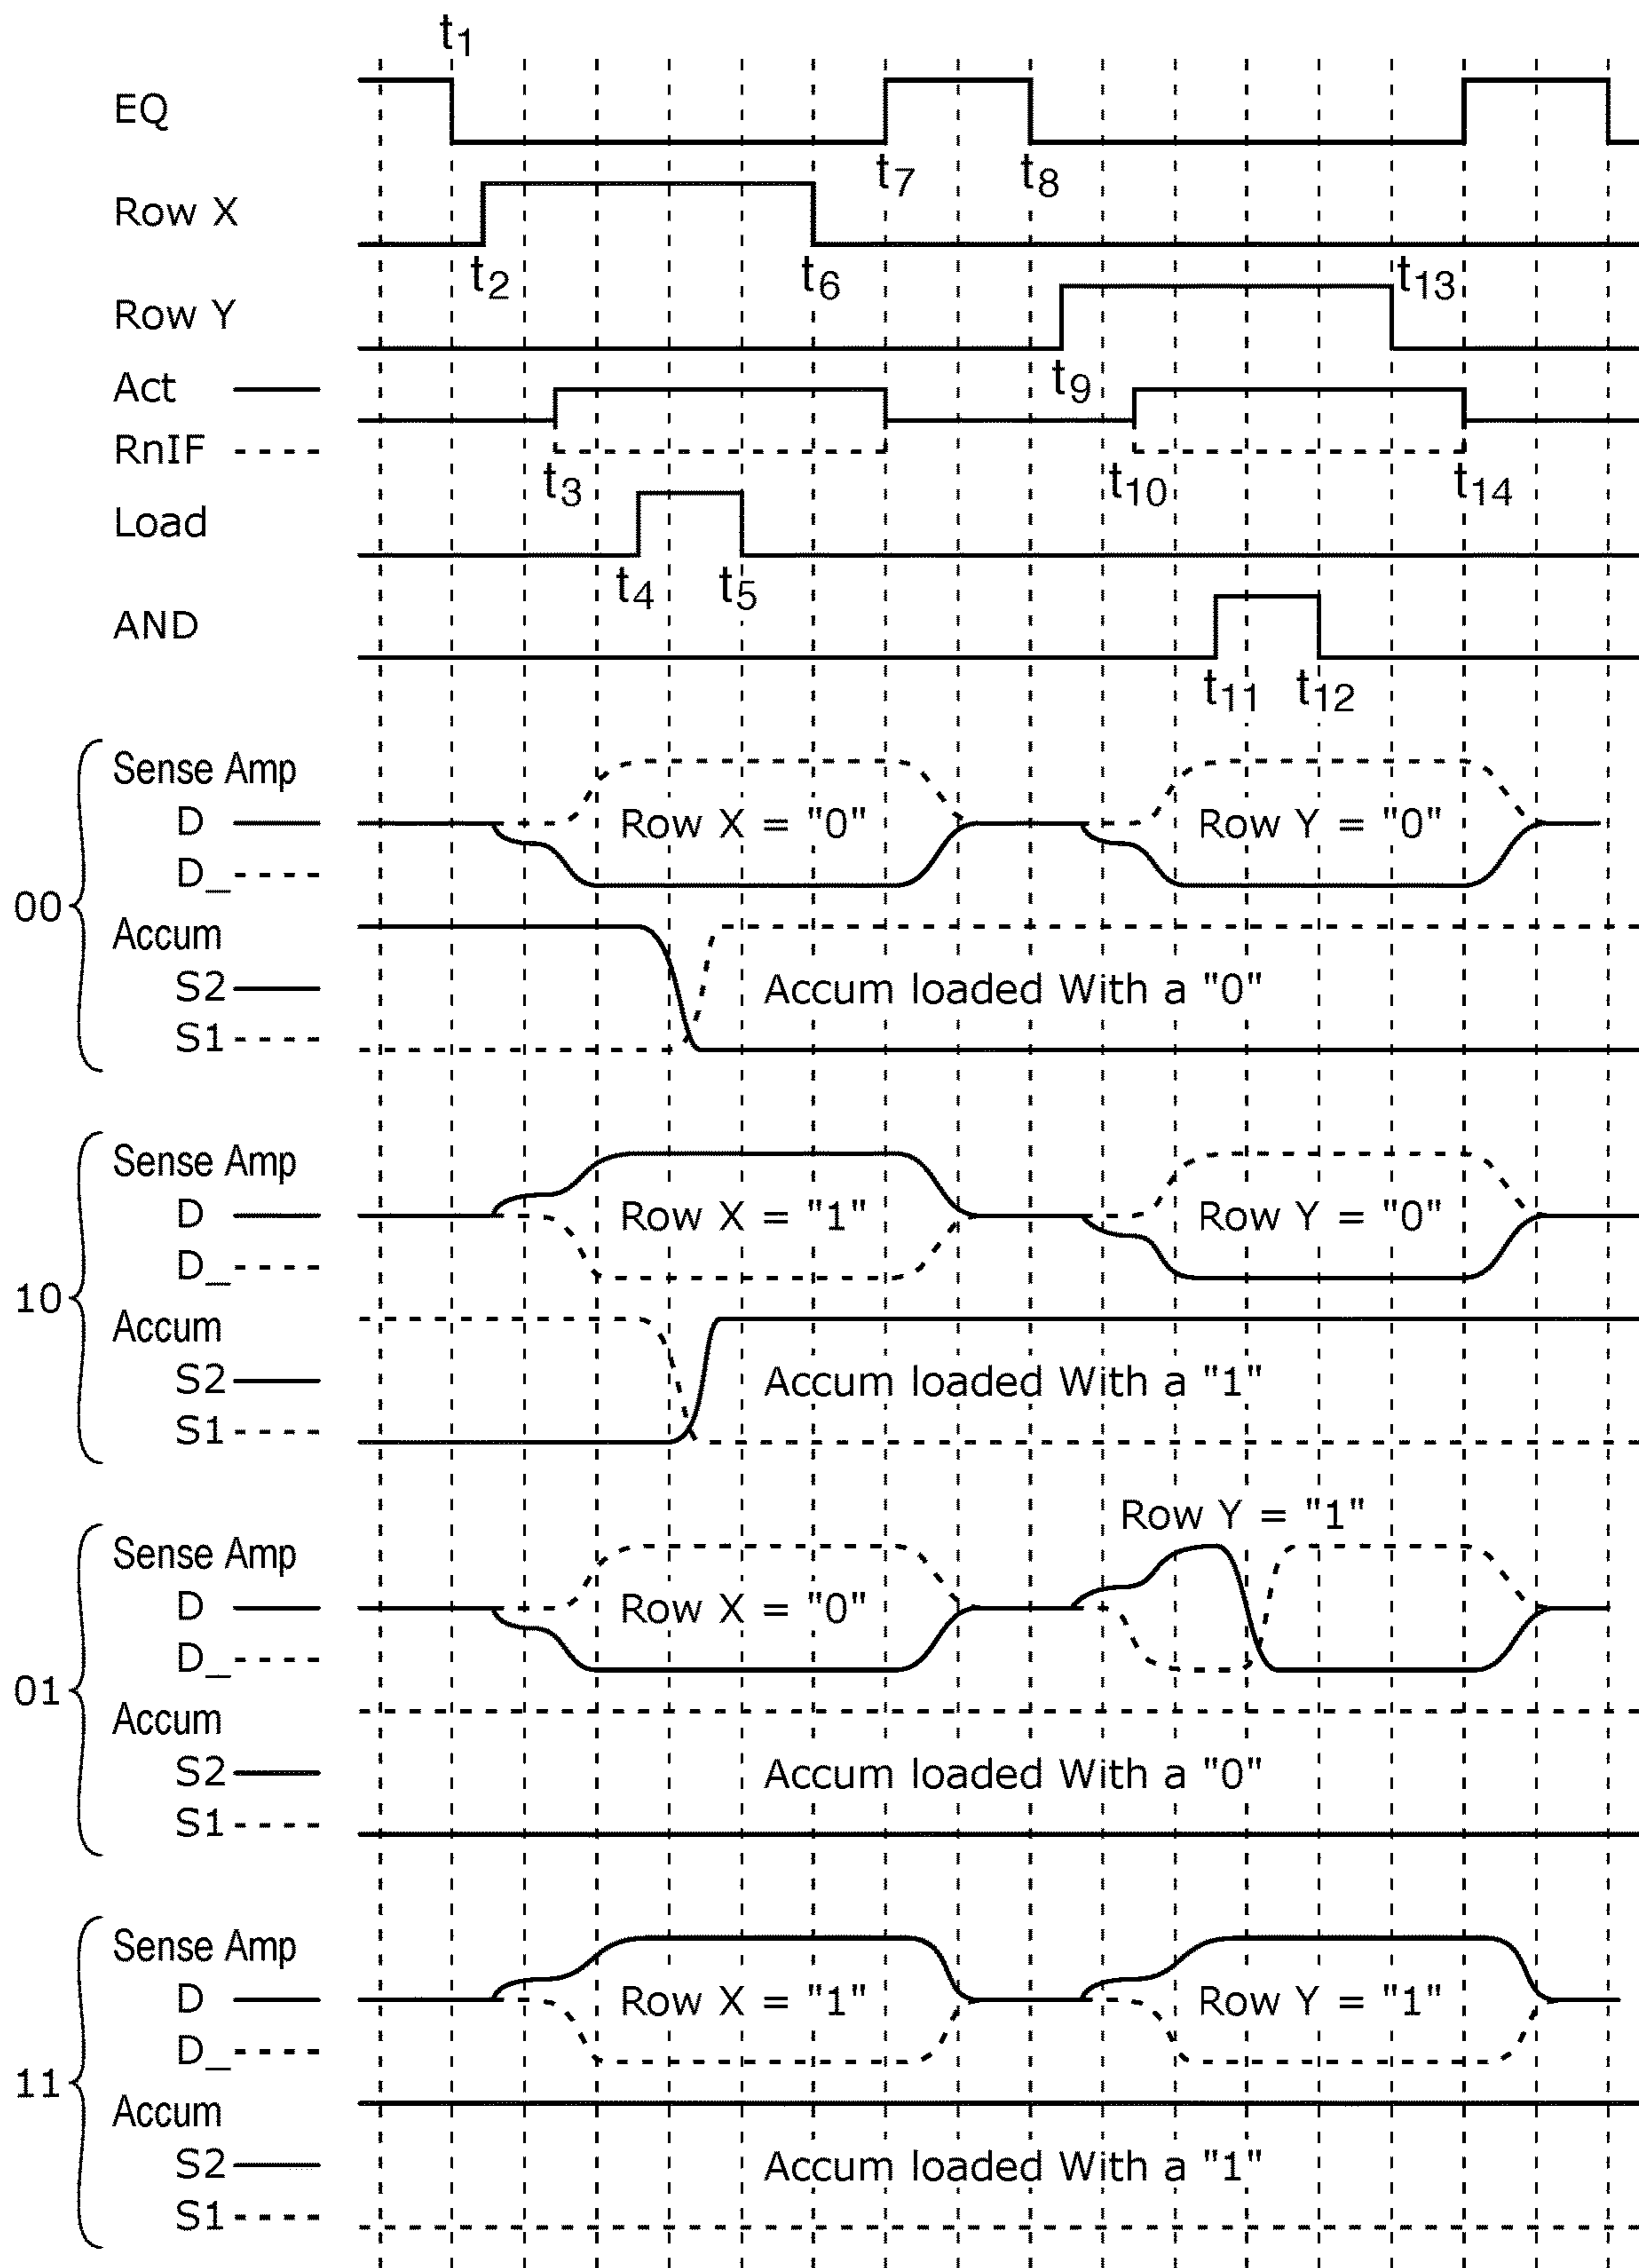 t1
EQ
t7 t8
Row X
t2 t6 t13
Row Y
t9
Act
RnIF
t3 t10 t14
Load
t4 t5
AND
t11 t12
00
Sense Amp
D Row X = "0" Row Y = "0"
D_
Accum
S2 Accum loaded With a "0"
S1
10
Sense Amp
D Row X = "1" Row Y = "0"
D_
Accum
S2 Accum loaded With a "1"
S1
01
Row Y = "1"
Sense Amp
D Row X = "0"
D_
Accum
S2 Accum loaded With a "0"
S1
11
Sense Amp
D Row X = "1" Row Y = "1"
D_
Accum
S2 Accum loaded With a "1"
S1